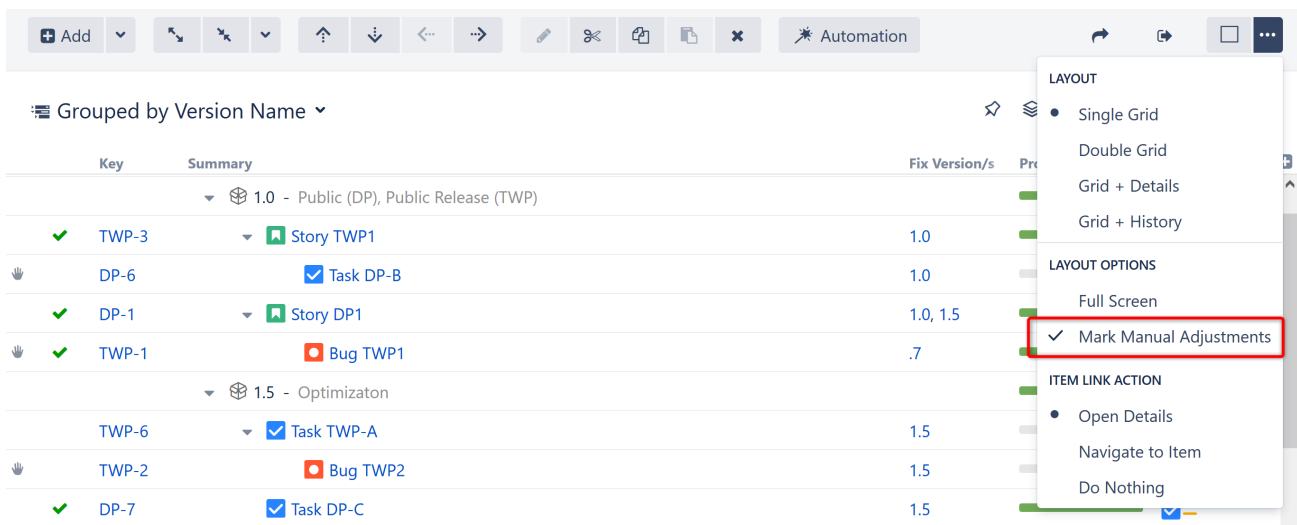 Add
Automation
Grouped by Version Name
Key Summary Fix Version/s
1.0 - Public (DP), Public Release (TWP)
TWP-3 Story TWP1 1.0
DP-6 Task DP-B 1.0
DP-1 Story DP1 1.0, 1.5
TWP-1 Bug TWP1 .7
1.5 - Optimizaton
TWP-6 Task TWP-A 1.5
TWP-2 Bug TWP2 1.5
DP-7 Task DP-C 1.5
LAYOUT
Single Grid
Double Grid
Grid + Details
Grid + History
LAYOUT OPTIONS
Full Screen
Mark Manual Adjustments
ITEM LINK ACTION
Open Details
Navigate to Item
Do Nothing